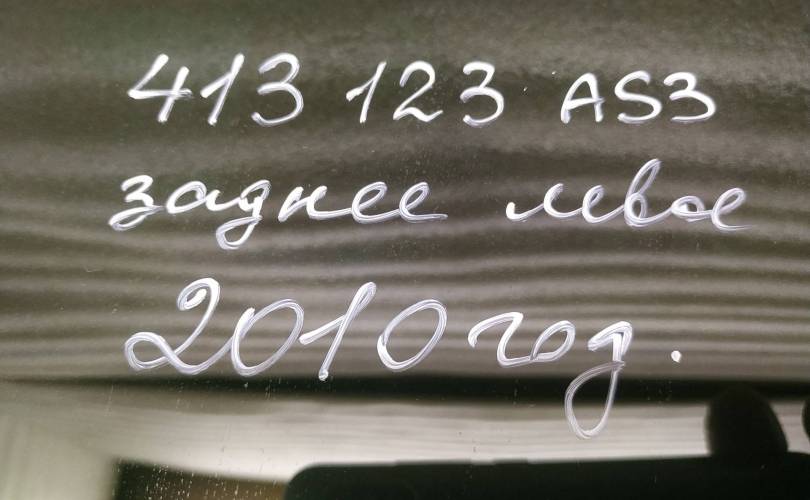 413 123 AS3
заднее левое
2010 год.